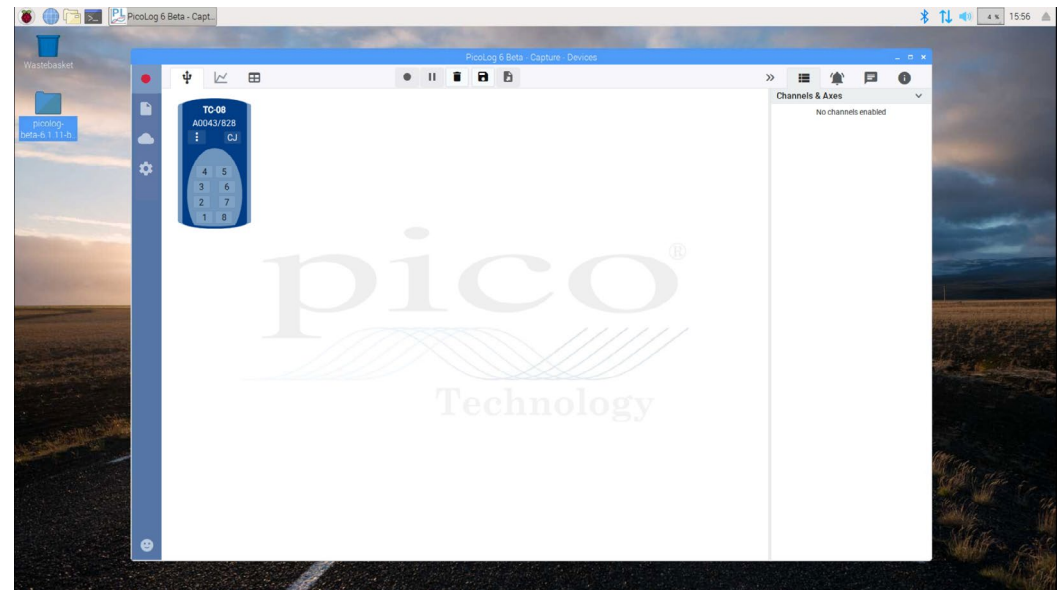 PicoLog 6 Beta - Capt...
4 %
15:56
Wastebasket
picolog-
beta-6.1.11-b...
PicoLog 6 Beta - Capture - Devices
TC-08
A0043/828
CJ
4 5
3 6
2 7
1 8
Channels & Axes
No channels enabled
pico®
Technology